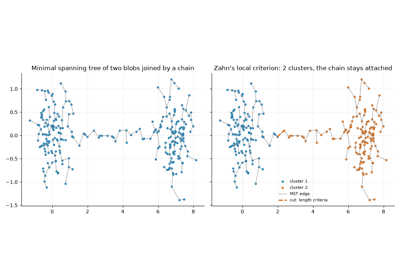 Minimal spanning tree of two blobs joined by a chain
Zahn's local criterion: 2 clusters, the chain stays attached
1.0
0.5
0.0
−0.5
−1.0
−1.5
0 2 4 6 8
0 2 4 6 8
cluster 1
cluster 2
MST edge
cut: length criteria